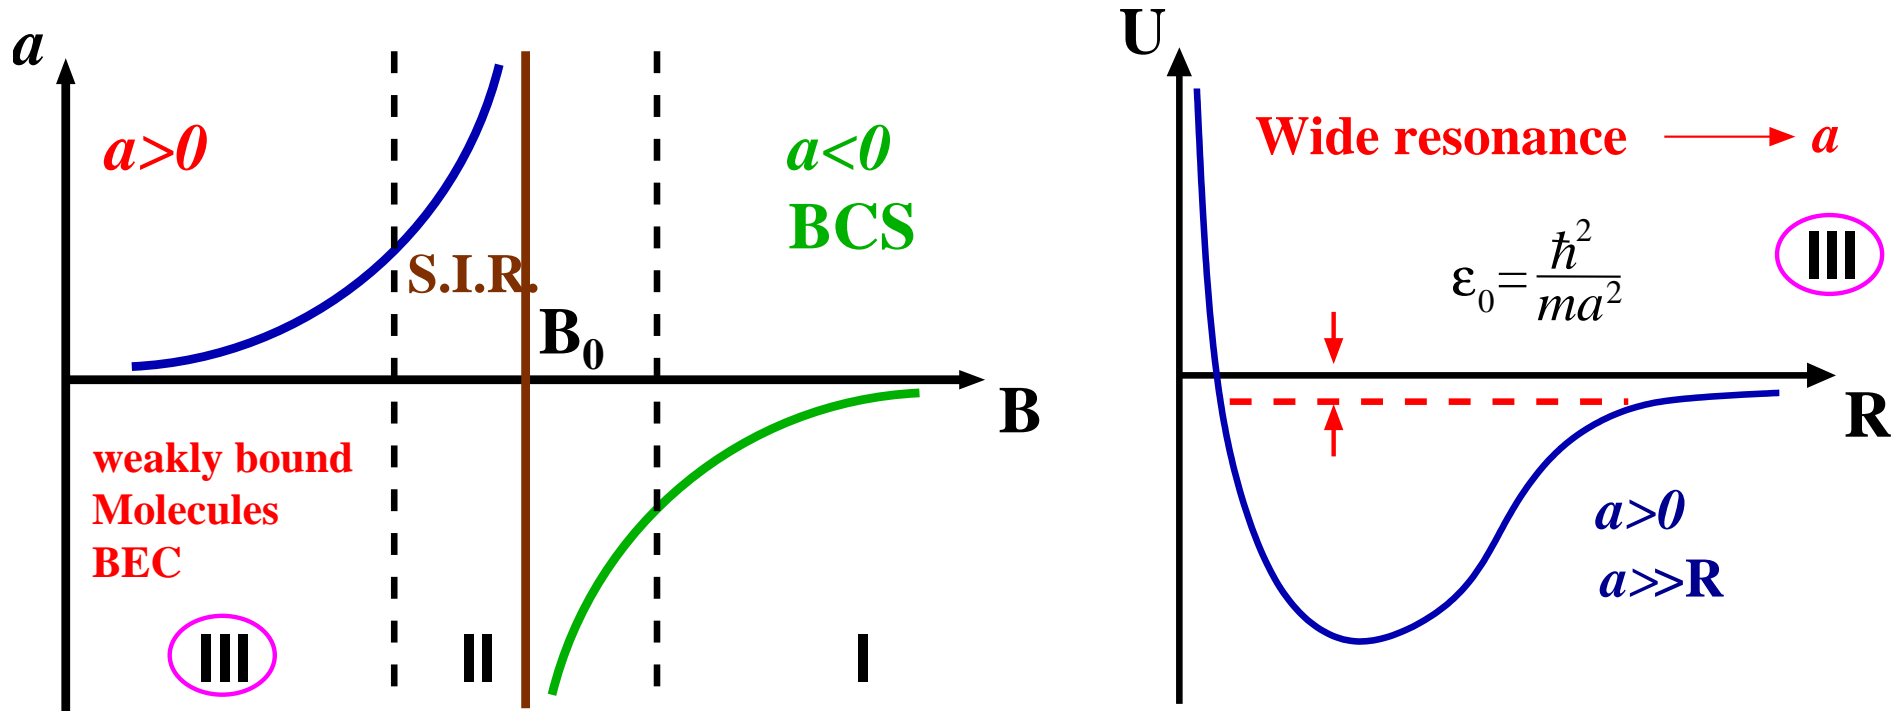 a
a>0
a<0
BCS
S.I.R.
B₀
B
weakly bound
Molecules
BEC
III
II
I
U
Wide resonance → a
III
ε₀ = ħ²/ma²
R
a>0
a>>R